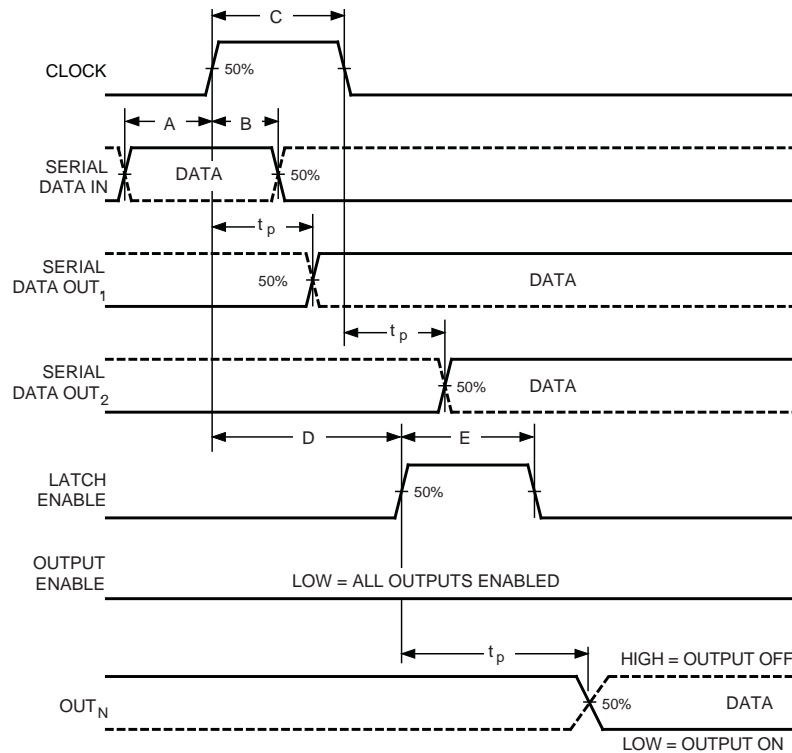 C
CLOCK
50%
A
B
SERIAL
DATA IN
DATA
50%
t p
SERIAL
DATA OUT1
50%
DATA
t p
SERIAL
DATA OUT2
50%
DATA
D
E
LATCH
ENABLE
50%
OUTPUT
ENABLE
LOW = ALL OUTPUTS ENABLED
t p
HIGH = OUTPUT OFF
OUTN
50%
DATA
LOW = OUTPUT ON